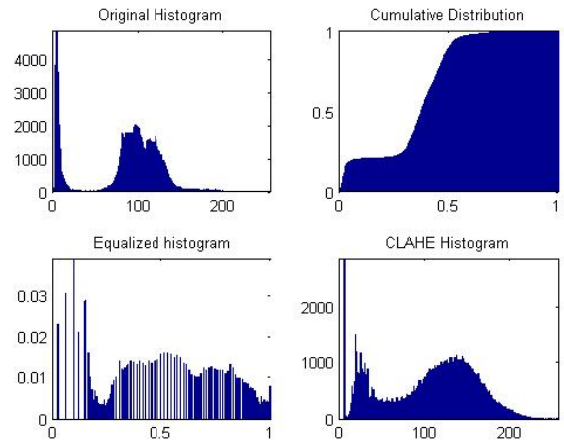 Original Histogram
4000
3000
2000
1000
0
0 100 200
Cumulative Distribution
1
0.5
0
0 0.5 1
Equalized histogram
0.03
0.02
0.01
0
0 0.5 1
CLAHE Histogram
2000
1000
0
0 100 200